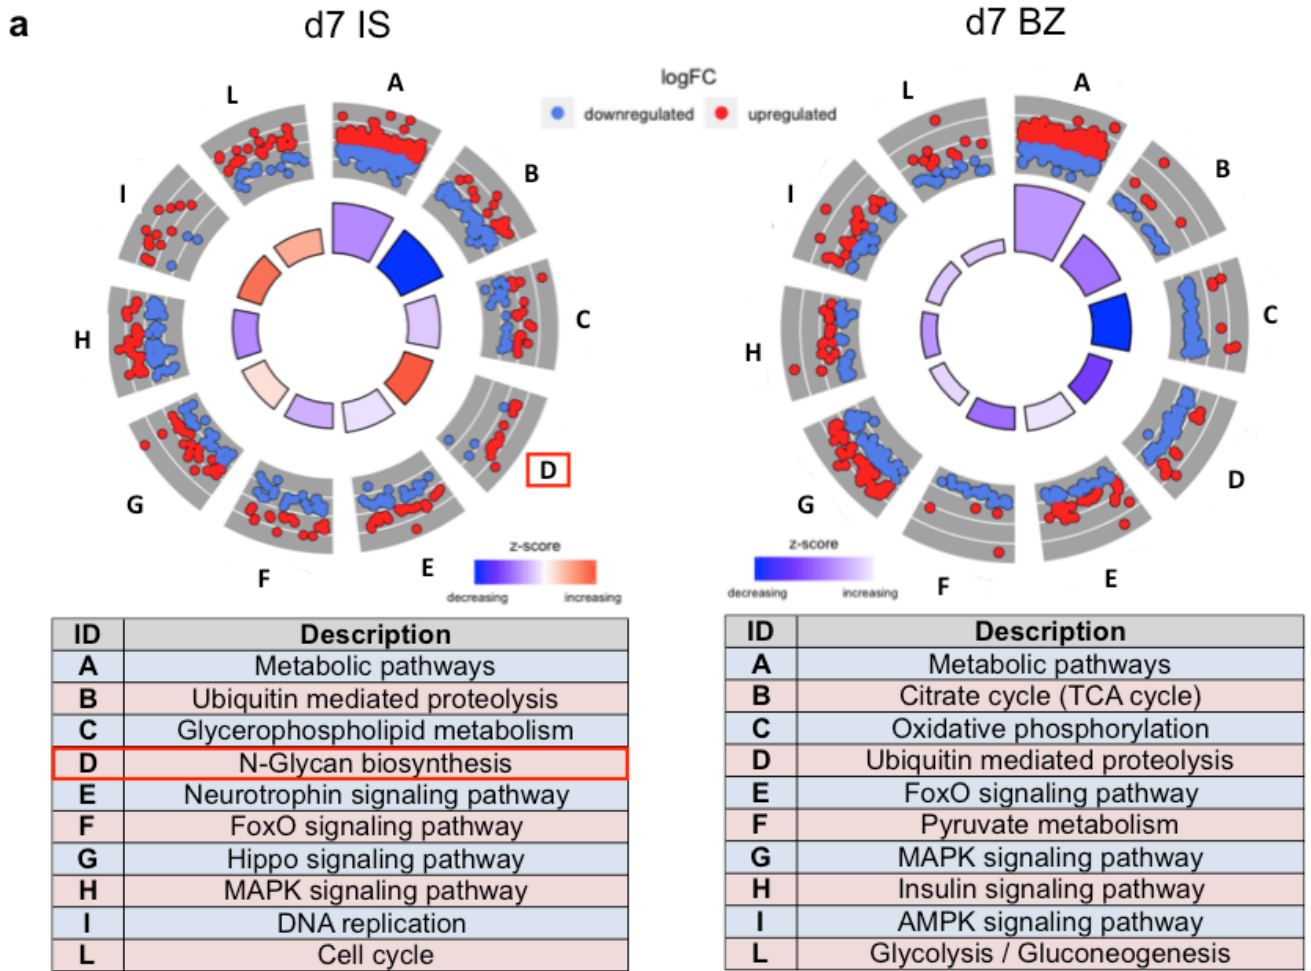 a
d7 IS
d7 BZ
logFC
downregulated
upregulated
A
B
C
D
E
F
G
H
I
L
z-score
decreasing
increasing
A
B
C
D
E
F
G
H
I
L
z-score
decreasing
increasing
ID Description
A Metabolic pathways
B Ubiquitin mediated proteolysis
C Glycerophospholipid metabolism
D N-Glycan biosynthesis
E Neurotrophin signaling pathway
F FoxO signaling pathway
G Hippo signaling pathway
H MAPK signaling pathway
I DNA replication
L Cell cycle
ID Description
A Metabolic pathways
B Citrate cycle (TCA cycle)
C Oxidative phosphorylation
D Ubiquitin mediated proteolysis
E FoxO signaling pathway
F Pyruvate metabolism
G MAPK signaling pathway
H Insulin signaling pathway
I AMPK signaling pathway
L Glycolysis / Gluconeogenesis